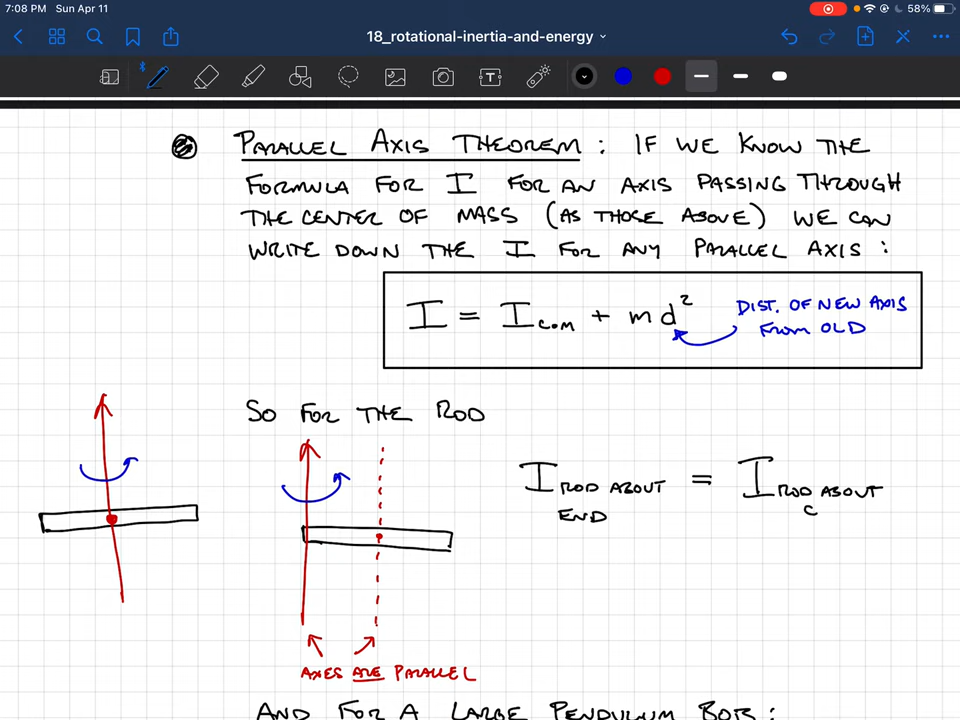 7:08 PM Sun Apr 11
58%
18_rotational-inertia-and-energy
PARALLEL AXIS THEOREM : IF WE KNOW THE
FORMULA FOR I FOR AN AXIS PASSING THROUGH
THE CENTER OF MASS (AS THOSE ABOVE) WE CAN
WRITE DOWN THE I FOR ANY PARALLEL AXIS :
I = I COM + md²
DIST. OF NEW AXIS
FROM OLD
SO FOR THE ROD
I ROD ABOUT END = I ROD ABOUT C
AXES ARE PARALLEL
AND FOR A LARGE PENDULUM BOB :